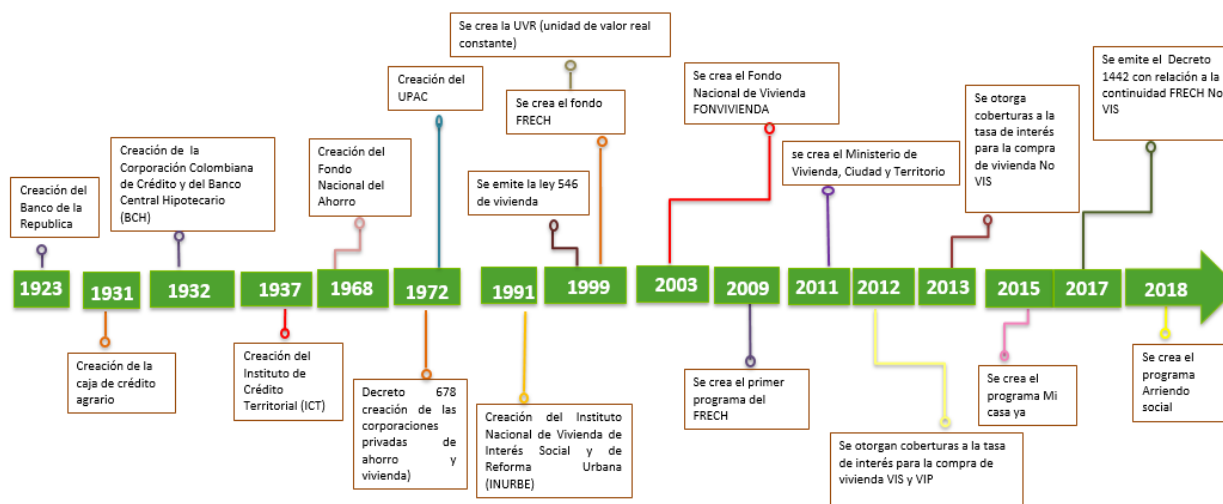 Se crea la UVR (unidad de valor real
constante)
Se emite el Decreto
1442 con relación a la
continuidad FRECH No
VIS
Creación del
UPAC
Se crea el fondo
FRECH
Se crea el Fondo
Nacional de Vivienda
FONVIVIENDA
Se otorga
coberturas a la
tasa de interés
para la compra
de vivienda No
VIS
Creación de la
Corporación Colombiana
de Crédito y del Banco
Central Hipotecario
(BCH)
Creación del
Fondo
Nacional del
Ahorro
se crea el Ministerio de
Vivienda, Ciudad y Territorio
Creación del
Banco de la
Republica
Se emite la ley 546
de vivienda
1923
1931
1932
1937
1968
1972
1991
1999
2003
2009
2011
2012
2013
2015
2017
2018
Creación de la
caja de crédito
agrario
Creación del
Instituto de
Crédito
Territorial (ICT)
Decreto 678
creación de las
corporaciones
privadas de
ahorro y
vivienda)
Creación del Instituto
Nacional de Vivienda de
Interés Social y de
Reforma Urbana
(INURBE)
Se crea el primer
programa del
FRECH
Se otorgan coberturas a la tasa
de interés para la compra de
vivienda VIS y VIP
Se crea el
programa Mi
casa ya
Se crea el
programa
Arriendo
social